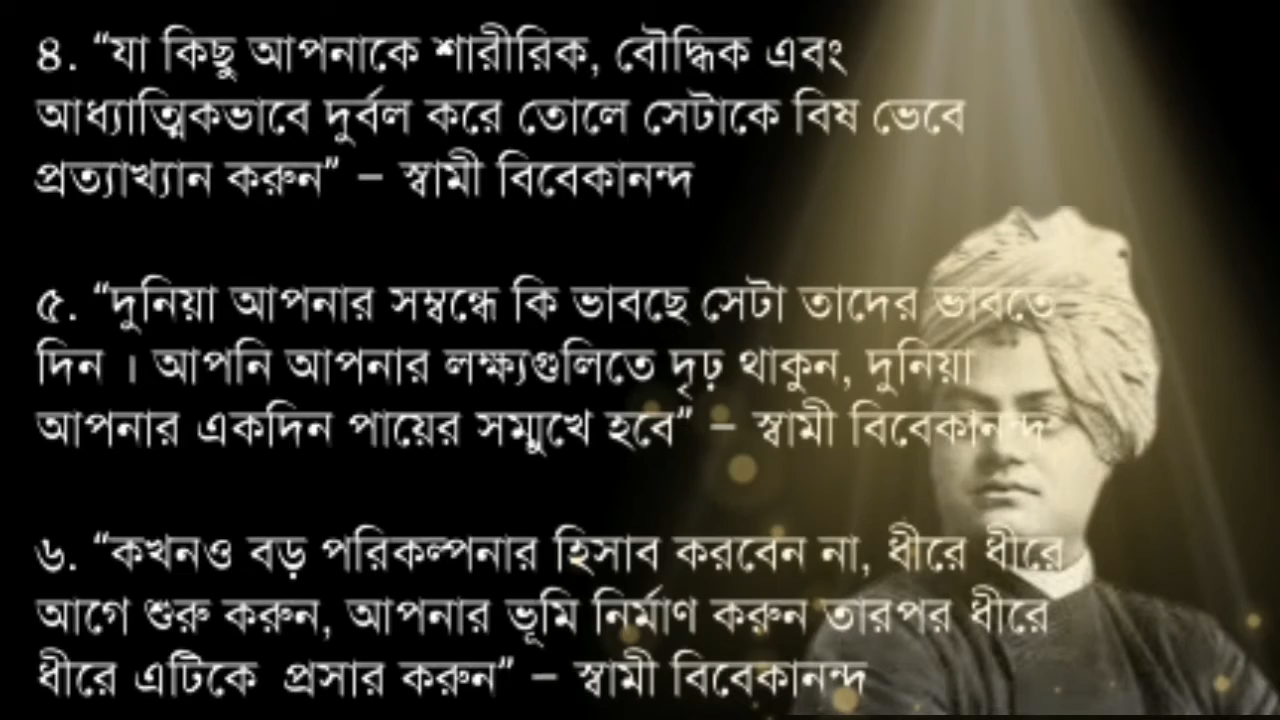 ৪. “যা কিছু আপনাকে শারীরিক, বৌদ্ধিক এবং
আধ্যাত্মিকভাবে দুর্বল করে তোলে সেটাকে বিষ ভেবে
প্রত্যাখ্যান করুন” – স্বামী বিবেকানন্দ
৫. “দুনিয়া আপনার সম্বন্ধে কি ভাবছে সেটা তাদের ভাবতে
দিন । আপনি আপনার লক্ষ্যগুলিতে দৃঢ় থাকুন, দুনিয়া
আপনার একদিন পায়ের সম্মুখে হবে” – স্বামী বিবেকানন্দ
৬. “কখনও বড় পরিকল্পনার হিসাব করবেন না, ধীরে ধীরে
আগে শুরু করুন, আপনার ভূমি নির্মাণ করুন তারপর ধীরে
ধীরে এটিকে প্রসার করুন” – স্বামী বিবেকানন্দ